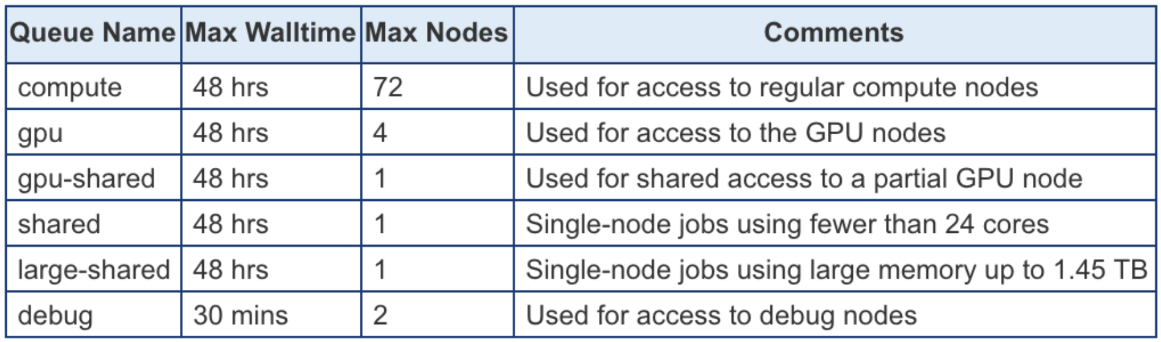 Queue Name Max Walltime Max Nodes Comments
compute 48 hrs 72 Used for access to regular compute nodes
gpu 48 hrs 4 Used for access to the GPU nodes
gpu-shared 48 hrs 1 Used for shared access to a partial GPU node
shared 48 hrs 1 Single-node jobs using fewer than 24 cores
large-shared 48 hrs 1 Single-node jobs using large memory up to 1.45 TB
debug 30 mins 2 Used for access to debug nodes